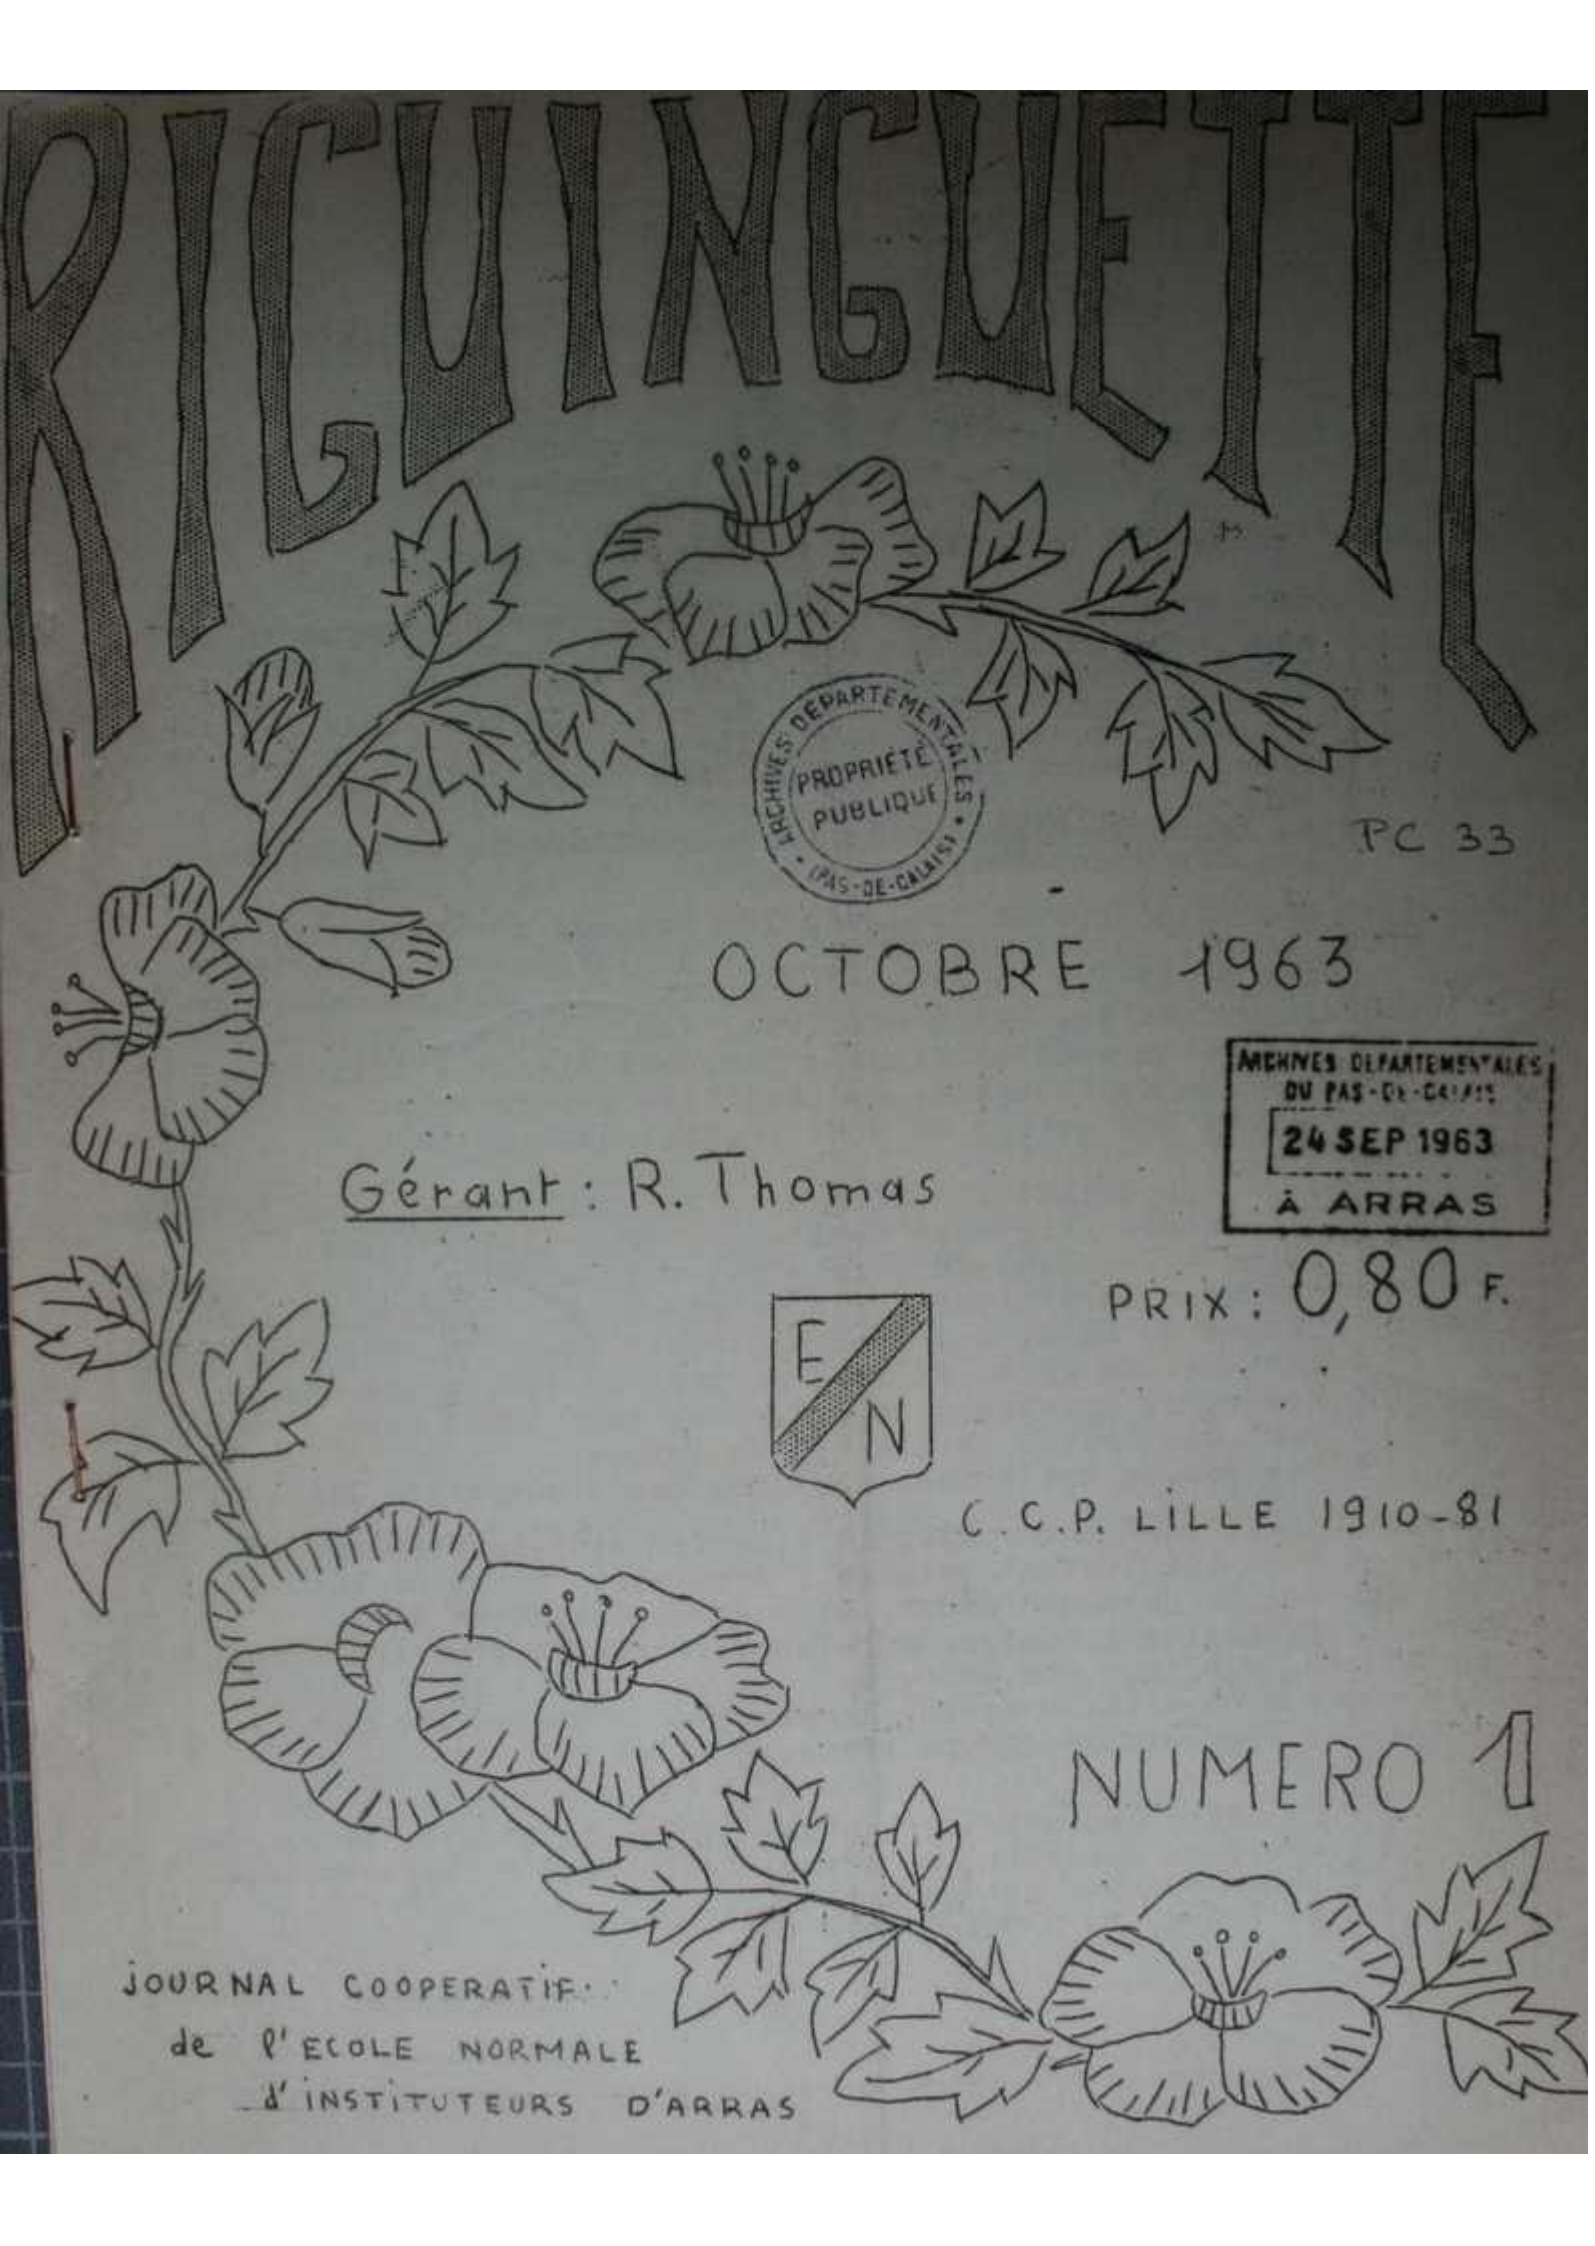 RIGUINGUETTE
ARCHIVES DEPARTEMENTALES
PROPRIÉTÉ
PUBLIQUE
(PAS-DE-CALAIS)
PC 33
OCTOBRE 1963
ARCHIVES DEPARTEMENTALES
DU PAS-DE-CALAIS
24 SEP 1963
À ARRAS
Gérant : R. Thomas
PRIX : 0,80 F.
E
N
C.C.P. LILLE 1910-81
NUMERO 1
JOURNAL COOPERATIF
de l'ECOLE NORMALE
d'INSTITUTEURS D'ARRAS